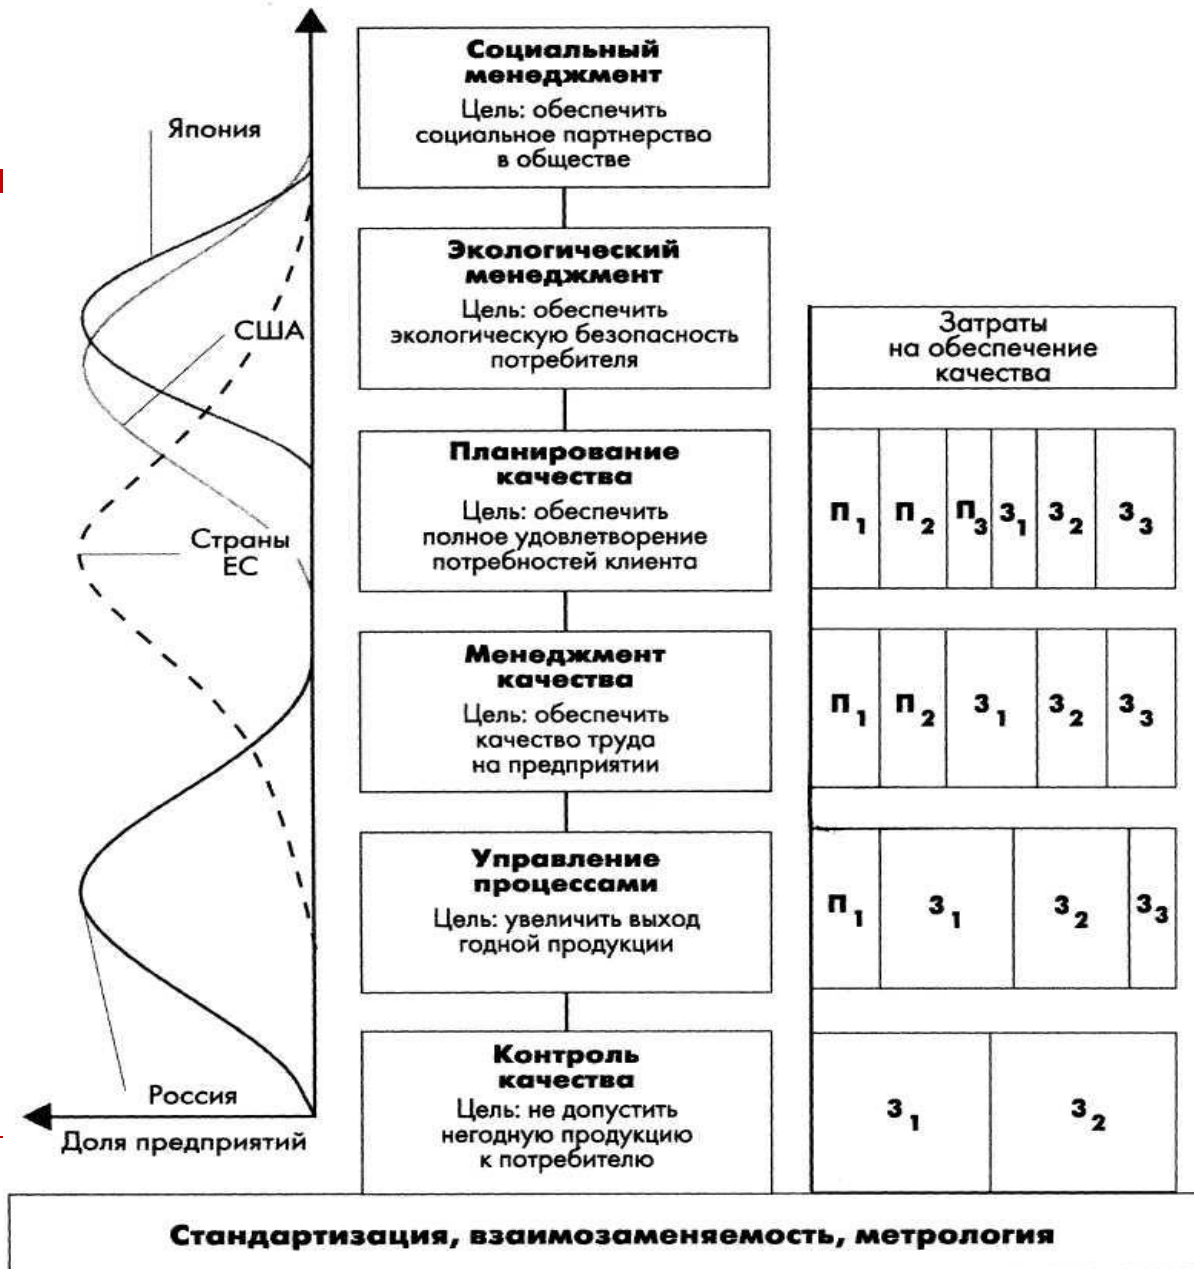 Социальный
менеджмент
Цель: обеспечить
социальное партнерство
в обществе
Япония
Экологический
менеджмент
Цель: обеспечить
экологическую безопасность
потребителя
США
Затраты
на обеспечение
качества
Планирование
качества
Цель: обеспечить
полное удовлетворение
потребностей клиента
П1 П2 П3 З1 З2 З3
Страны
ЕС
Менеджмент
качества
Цель: обеспечить
качество труда
на предприятии
П1 П2 З1 З2 З3
Управление
процессами
Цель: увеличить выход
годной продукции
П1 З1 З2 З3
Контроль
качества
Цель: не допустить
негодную продукцию
к потребителю
З1 З2
Россия
Доля предприятий
Стандартизация, взаимозаменяемость, метрология